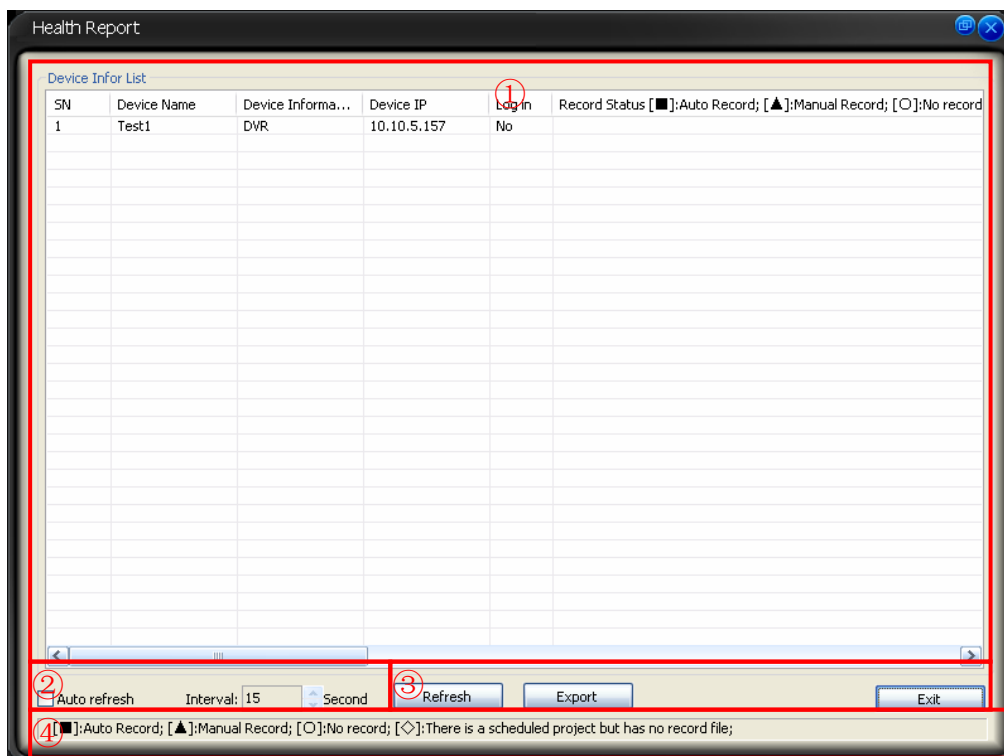 Health Report
Device Infor List
①
SN Device Name Device Informa... Device IP Log in Record Status [■]:Auto Record; [▲]:Manual Record; [○]:No record
1 Test1 DVR 10.10.5.157 No
② ③
Auto refresh Interval: 15 Second Refresh Export Exit
④ [■]:Auto Record; [▲]:Manual Record; [○]:No record; [◇]:There is a scheduled project but has no record file;